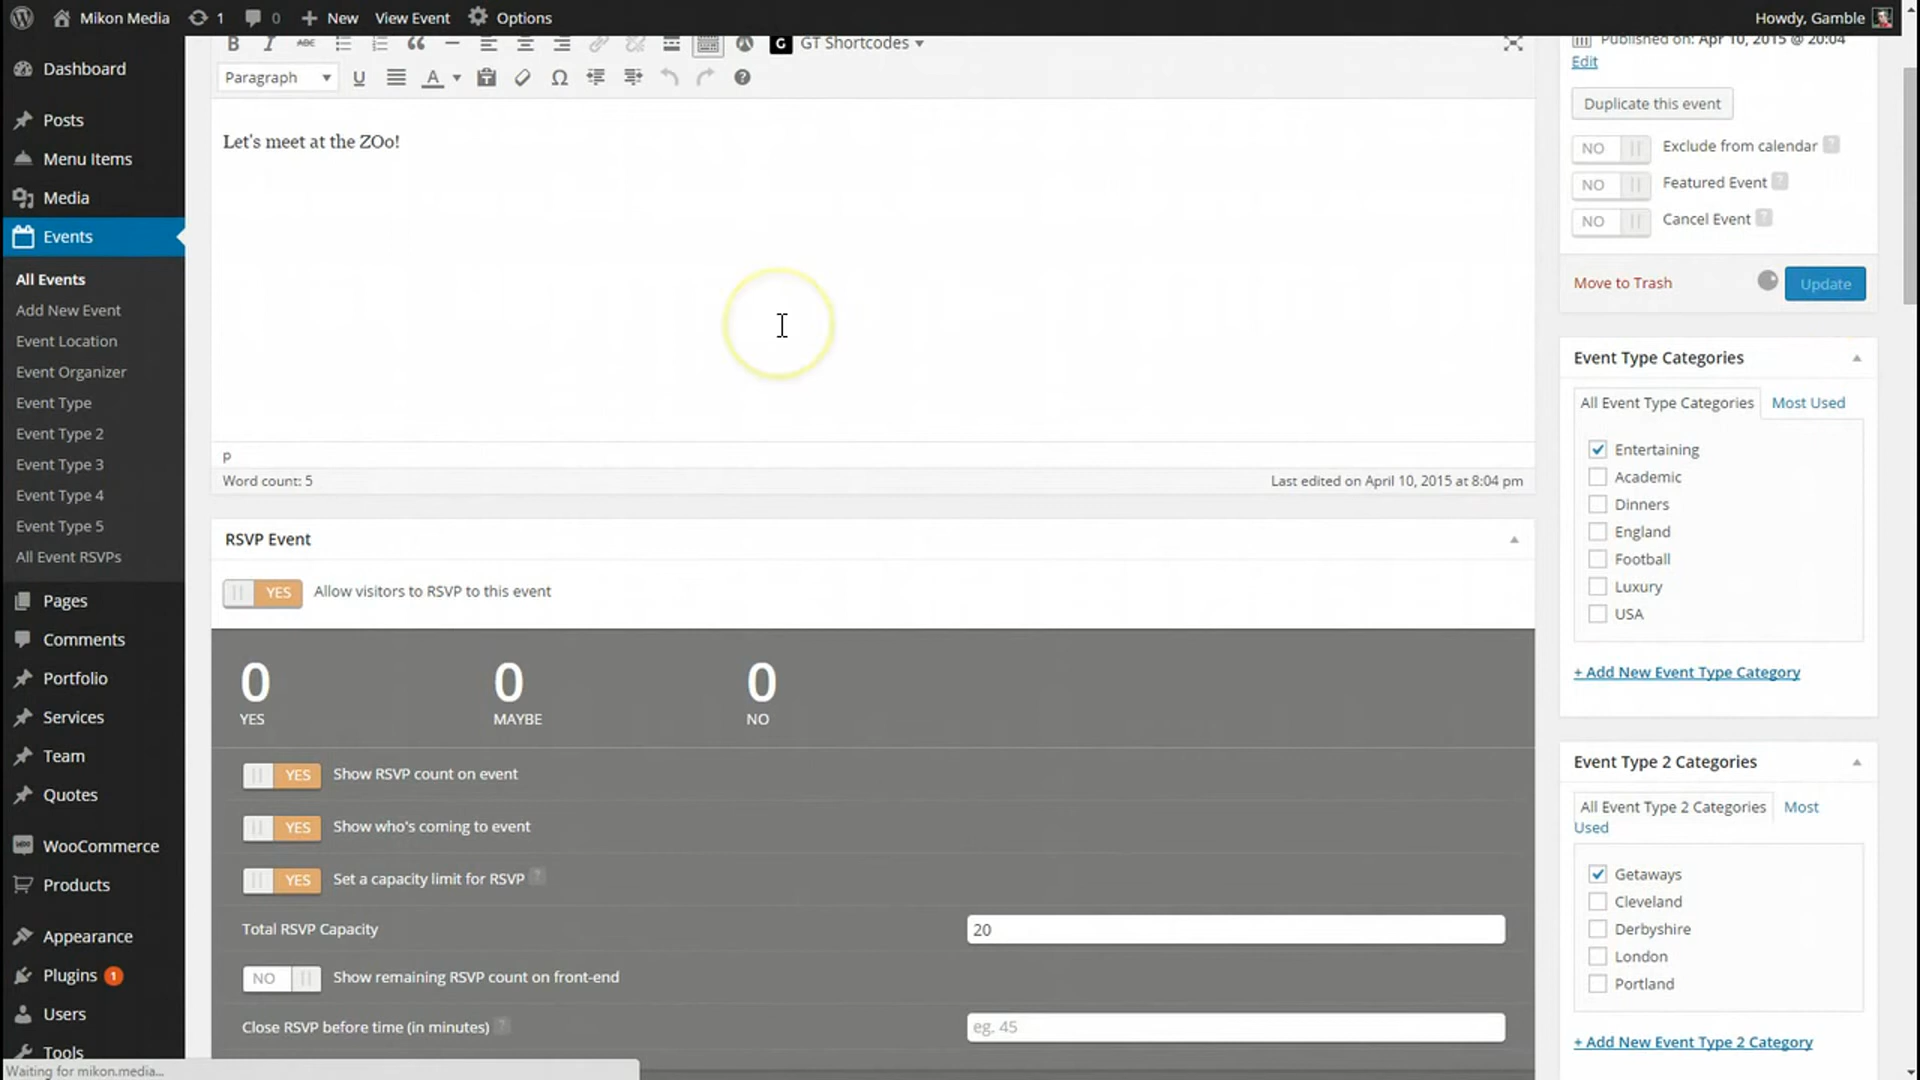 Mikon Media
1
0
New
View Event
Options
Howdy, Gamble
Dashboard
Posts
Menu Items
Media
Events
All Events
Add New Event
Event Location
Event Organizer
Event Type
Event Type 2
Event Type 3
Event Type 4
Event Type 5
All Event RSVPs
Pages
Comments
Portfolio
Services
Team
Quotes
WooCommerce
Products
Appearance
Plugins 1
Users
Tools
Waiting for mikon.media...
B I ABC
G GT Shortcodes
Paragraph U A Ω ?
Let's meet at the ZOo!
p
Word count: 5
Last edited on April 10, 2015 at 8:04 pm
RSVP Event
YES Allow visitors to RSVP to this event
0 0 0
YES MAYBE NO
YES Show RSVP count on event
YES Show who's coming to event
YES Set a capacity limit for RSVP ?
Total RSVP Capacity 20
NO Show remaining RSVP count on front-end
Close RSVP before time (in minutes) ? eg. 45
Published on: Apr 10, 2015 @ 20:04
Edit
Duplicate this event
NO Exclude from calendar ?
NO Featured Event ?
NO Cancel Event ?
Move to Trash Update
Event Type Categories
All Event Type Categories Most Used
Entertaining
Academic
Dinners
England
Football
Luxury
USA
+ Add New Event Type Category
Event Type 2 Categories
All Event Type 2 Categories Most
Used
Getaways
Cleveland
Derbyshire
London
Portland
+ Add New Event Type 2 Category